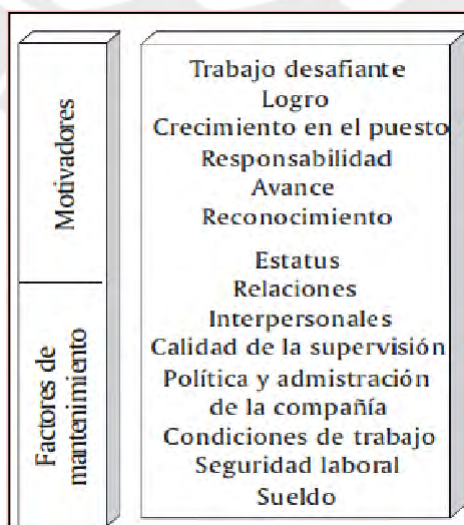 Motivadores
Trabajo desafiante
Logro
Crecimiento en el puesto
Responsabilidad
Avance
Reconocimiento
Factores de
mantenimiento
Estatus
Relaciones
Interpersonales
Calidad de la supervisión
Política y admistración
de la compañía
Condiciones de trabajo
Seguridad laboral
Sueldo